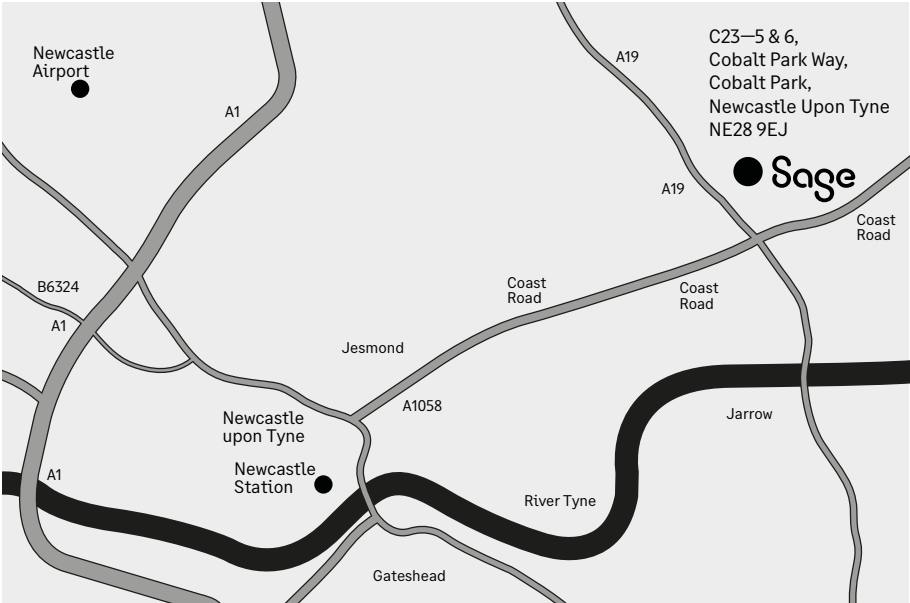 Newcastle
Airport
A1
A19
C23—5 & 6,
Cobalt Park Way,
Cobalt Park,
Newcastle Upon Tyne
NE28 9EJ
Sage
A19
Coast
Road
B6324
A1
Coast
Road
Coast
Road
Jesmond
A1058
Newcastle
upon Tyne
Jarrow
A1
Newcastle
Station
River Tyne
Gateshead